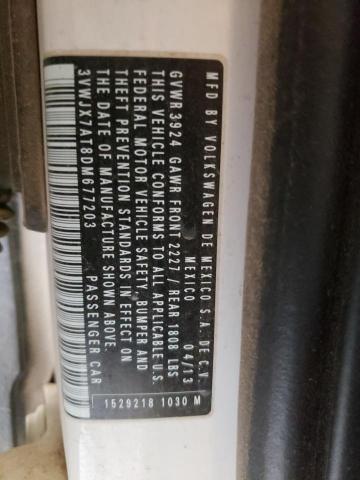 MFD BY VOLKSWAGEN DE MEXICO S.A. DE C.V.
MEXICO 04/13
GVWR 3924 GAWR FRONT 2227 / REAR 1808 LBS
THIS VEHICLE CONFORMS TO ALL APPLICABLE U.S.
FEDERAL MOTOR VEHICLE SAFETY, BUMPER AND
THEFT PREVENTION STANDARDS IN EFFECT ON
THE DATE OF MANUFACTURE SHOWN ABOVE.
3VWJX7AT8DM677203 PASSENGER CAR
1529218 1030 M